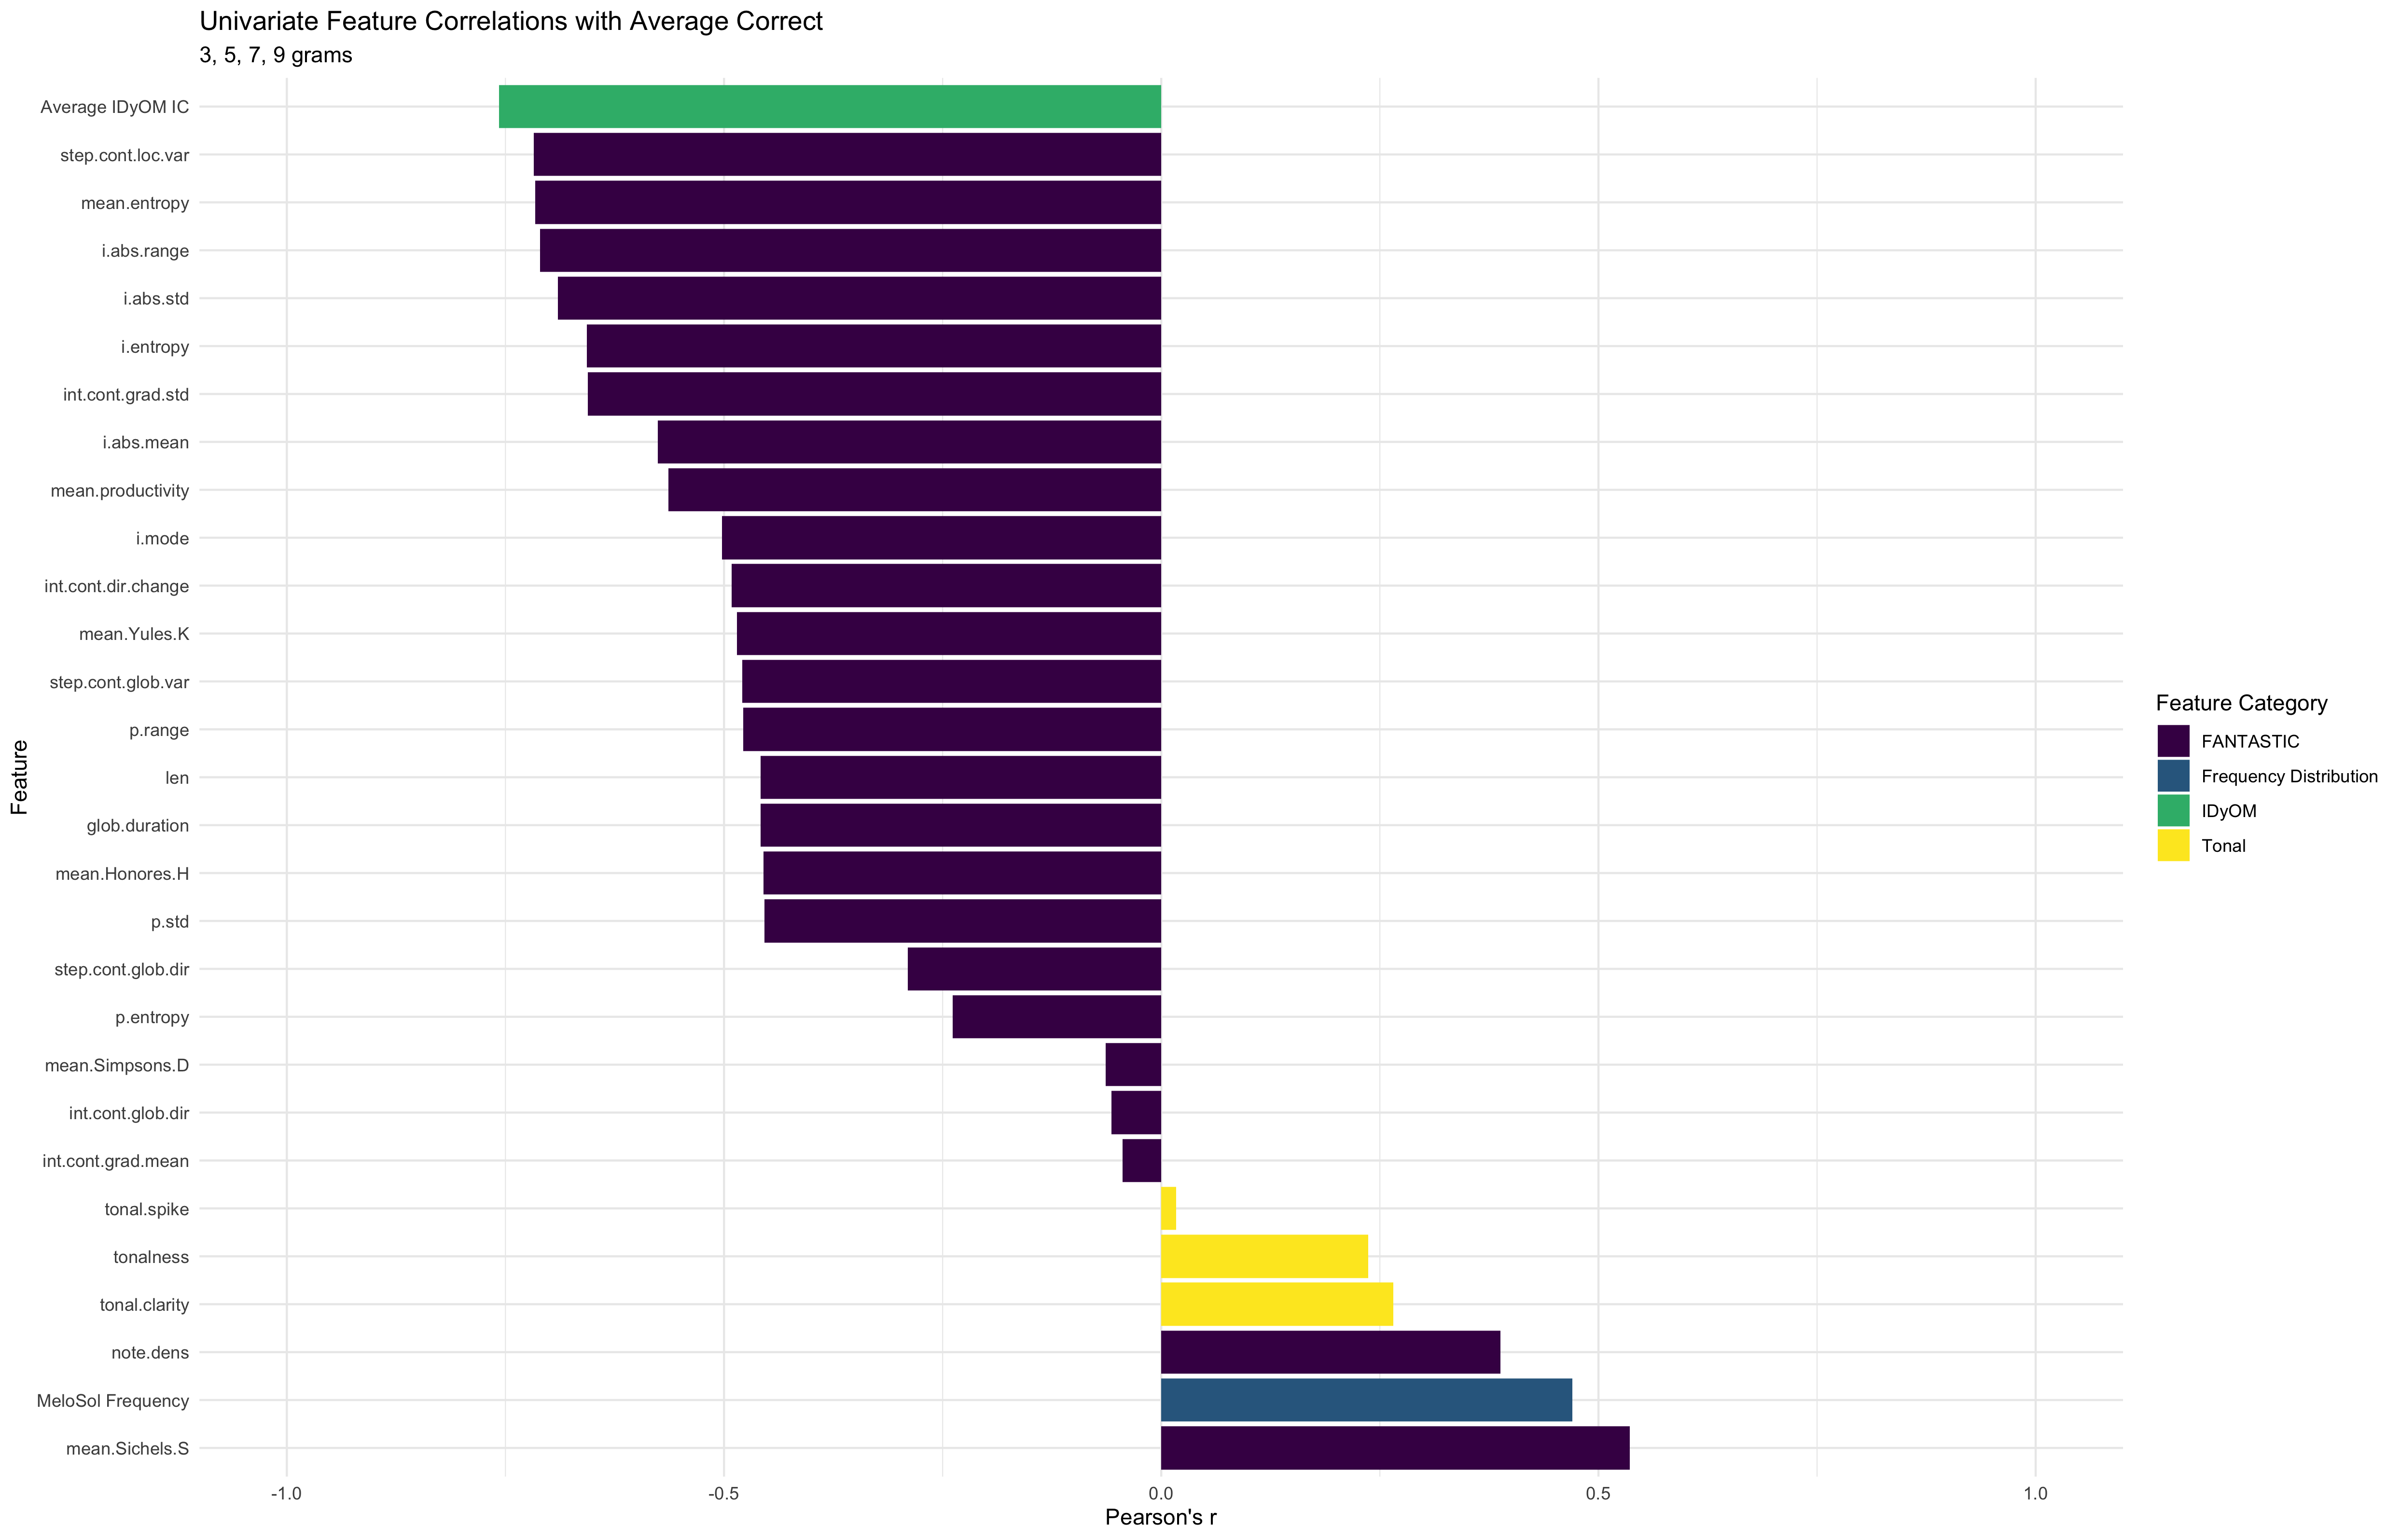 Univariate Feature Correlations with Average Correct
3, 5, 7, 9 grams
Feature
Average IDyOM IC
step.cont.loc.var
mean.entropy
i.abs.range
i.abs.std
i.entropy
int.cont.grad.std
i.abs.mean
mean.productivity
i.mode
int.cont.dir.change
mean.Yules.K
step.cont.glob.var
p.range
len
glob.duration
mean.Honores.H
p.std
step.cont.glob.dir
p.entropy
mean.Simpsons.D
int.cont.glob.dir
int.cont.grad.mean
tonal.spike
tonalness
tonal.clarity
note.dens
MeloSol Frequency
mean.Sichels.S
-1.0 -0.5 0.0 0.5 1.0
Pearson's r
Feature Category
FANTASTIC
Frequency Distribution
IDyOM
Tonal